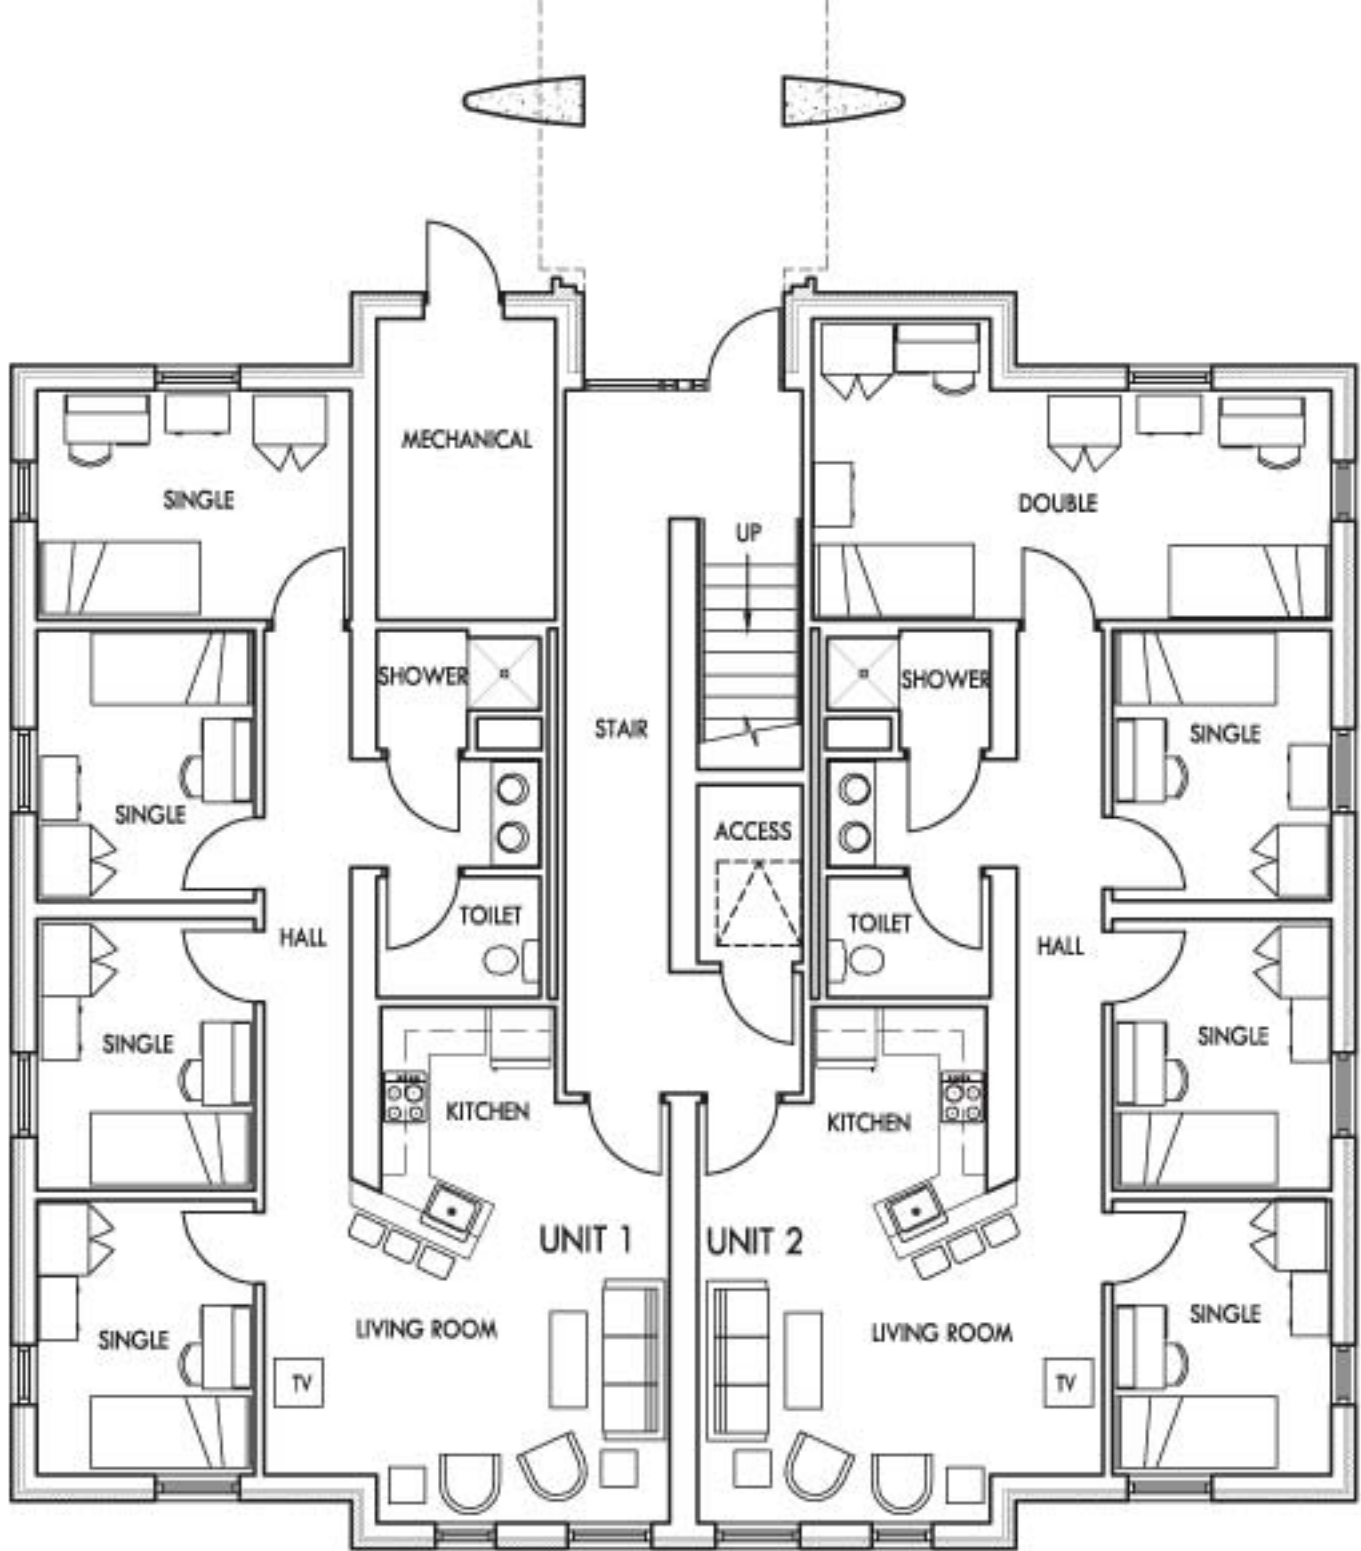 MECHANICAL
SINGLE
DOUBLE
UP
SHOWER
SHOWER
STAIR
SINGLE
SINGLE
ACCESS
TOILET
TOILET
HALL
HALL
SINGLE
SINGLE
KITCHEN
KITCHEN
UNIT 1
UNIT 2
SINGLE
LIVING ROOM
LIVING ROOM
SINGLE
TV
TV